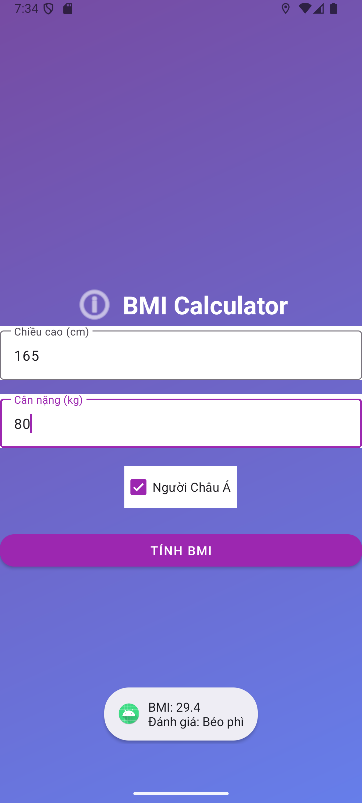 7:34
BMI Calculator
Chiều cao (cm)
165
Cân nặng (kg)
80
Người Châu Á
TÍNH BMI
BMI: 29.4
Đánh giá: Béo phì